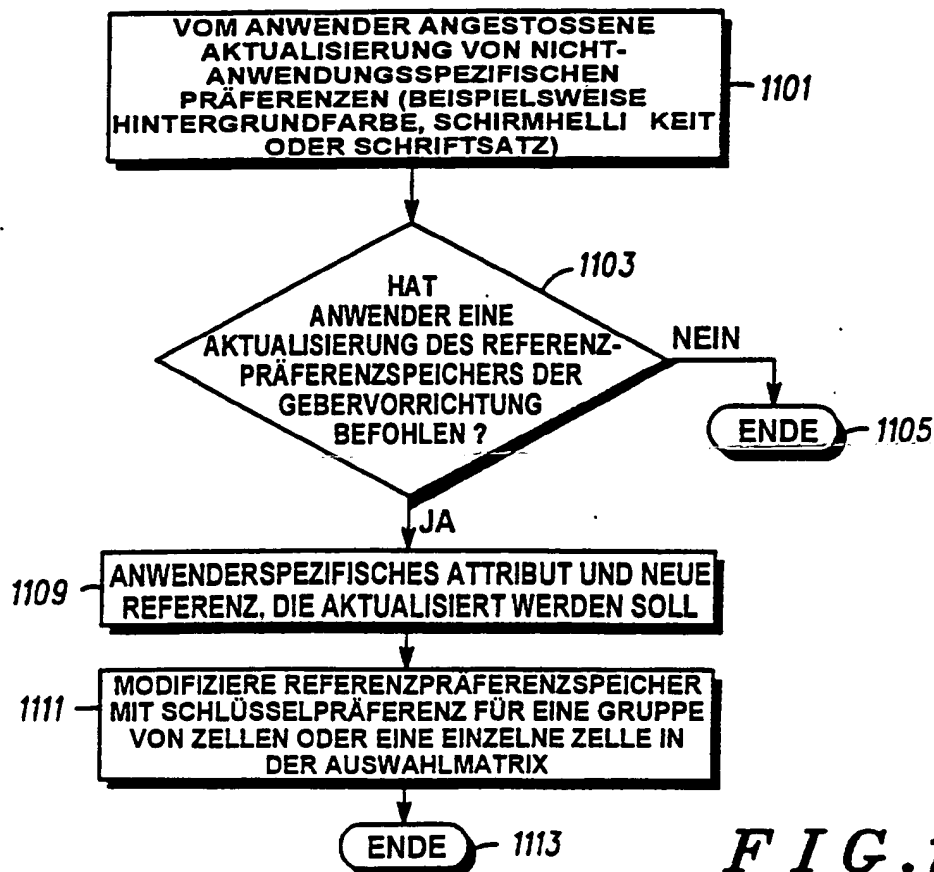 VOM ANWENDER ANGESTOSSENE
AKTUALISIERUNG VON NICHT-
ANWENDUNGSSPEZIFISCHEN
PRÄFERENZEN (BEISPIELSWEISE
HINTERGRUNDFARBE, SCHIRMHELLI KEIT
ODER SCHRIFTSATZ)
1101
HAT
ANWENDER EINE
AKTUALISIERUNG DES REFERENZ-
PRÄFERENZSPEICHERS DER
GEBERVORRICHTUNG
BEFOHLEN ?
1103
NEIN
ENDE
1105
JA
1109
ANWENDERSPEZIFISCHES ATTRIBUT UND NEUE
REFERENZ, DIE AKTUALISIERT WERDEN SOLL
1111
MODIFIZIERE REFERENZPRÄFERENZSPEICHER
MIT SCHLÜSSELPRÄFERENZ FÜR EINE GRUPPE
VON ZELLEN ODER EINE EINZELNE ZELLE IN
DER AUSWAHLMATRIX
ENDE
1113
FIG.